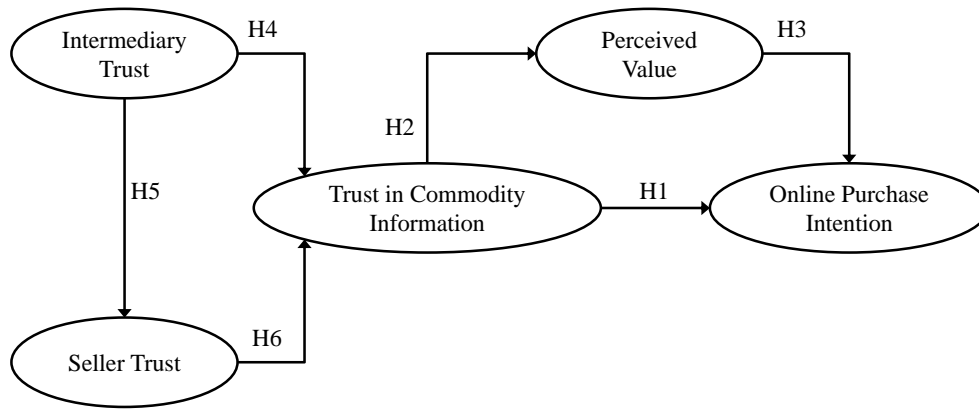 Intermediary
Trust
H4
Perceived
Value
H3
H2
H5
Trust in Commodity
Information
H1
Online Purchase
Intention
H6
Seller Trust